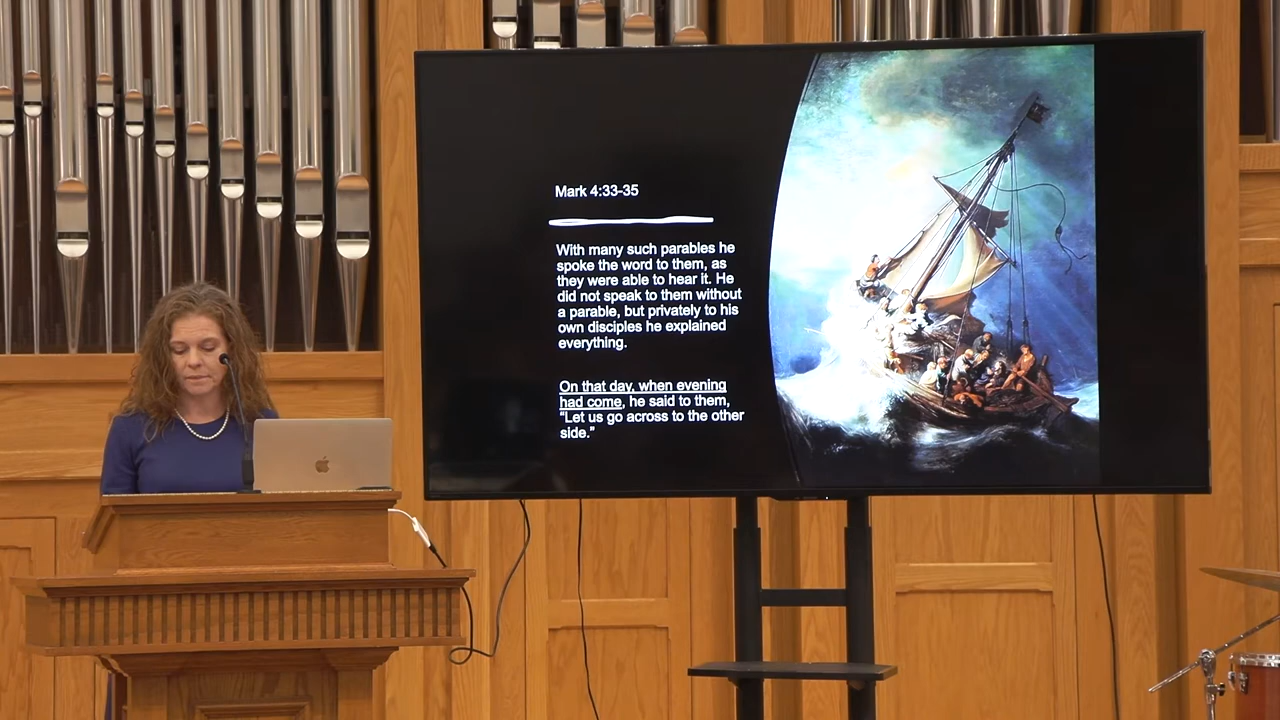 Mark 4:33-35
With many such parables he
spoke the word to them, as
they were able to hear it. He
did not speak to them without
a parable, but privately to his
own disciples he explained
everything.
On that day, when evening
had come, he said to them,
“Let us go across to the other
side.”